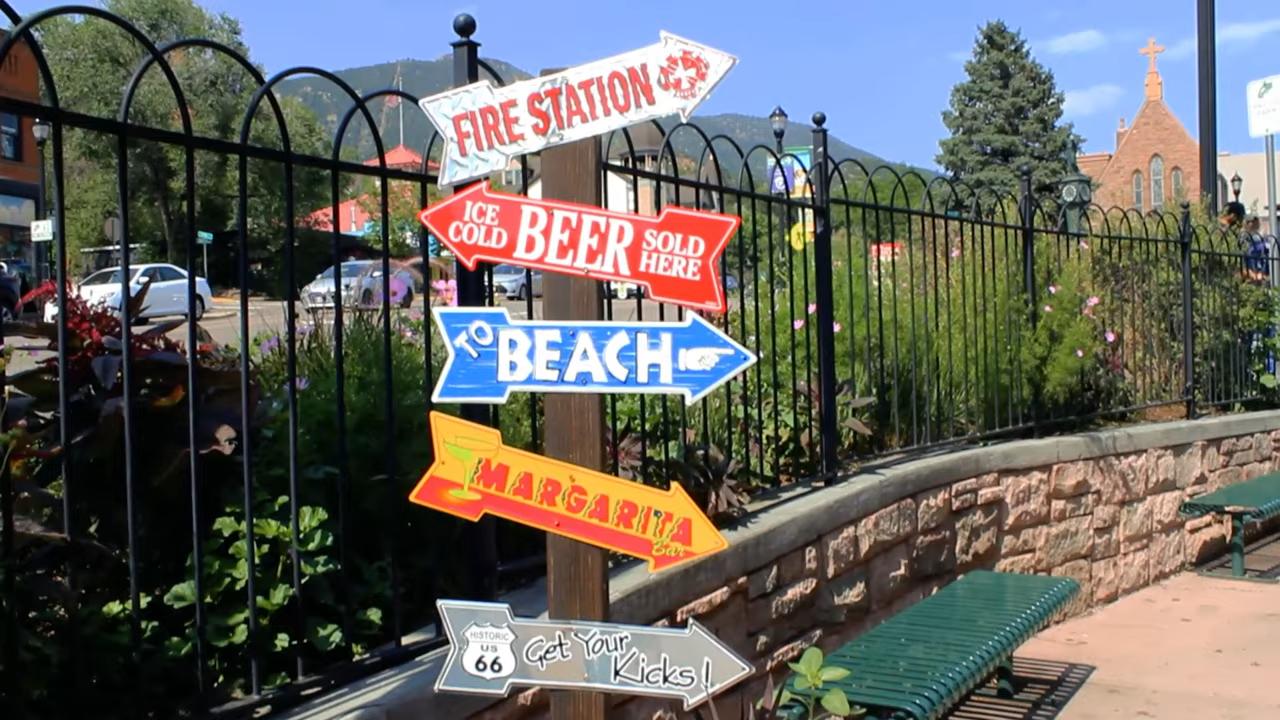 FIRE STATION
ICE COLD BEER SOLD HERE
TO BEACH
MARGARITA
Bar
HISTORIC
US
66
Get Your
Kicks!